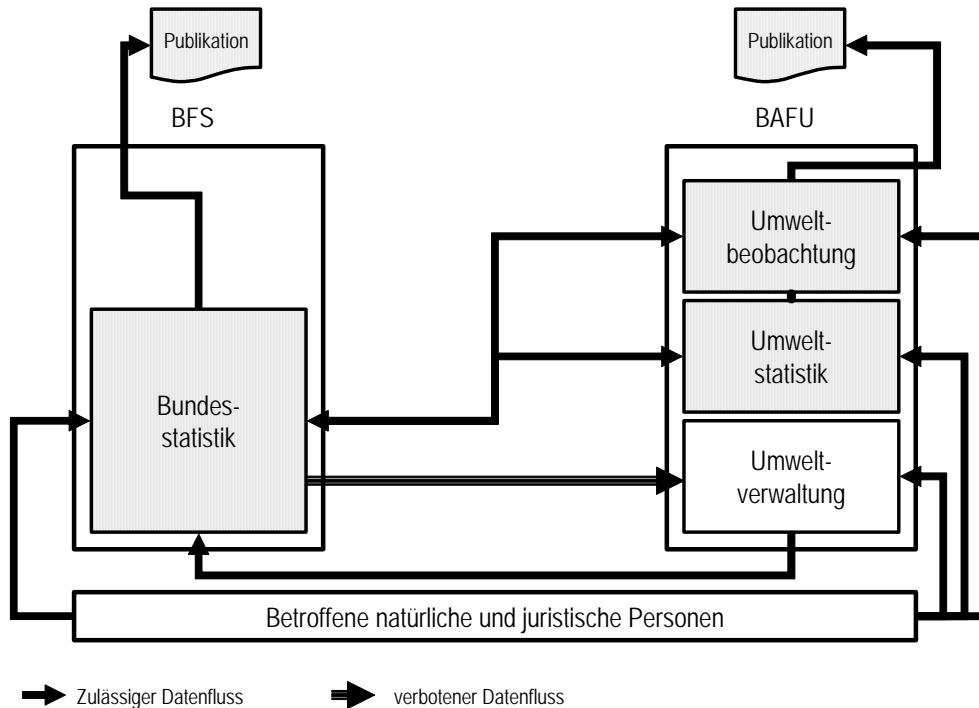 Publikation
Publikation
BFS
BAFU
Umwelt-
beobachtung
Umwelt-
statistik
Bundes-
statistik
Umwelt-
verwaltung
Betroffene natürliche und juristische Personen
Zulässiger Datenfluss
verbotener Datenfluss